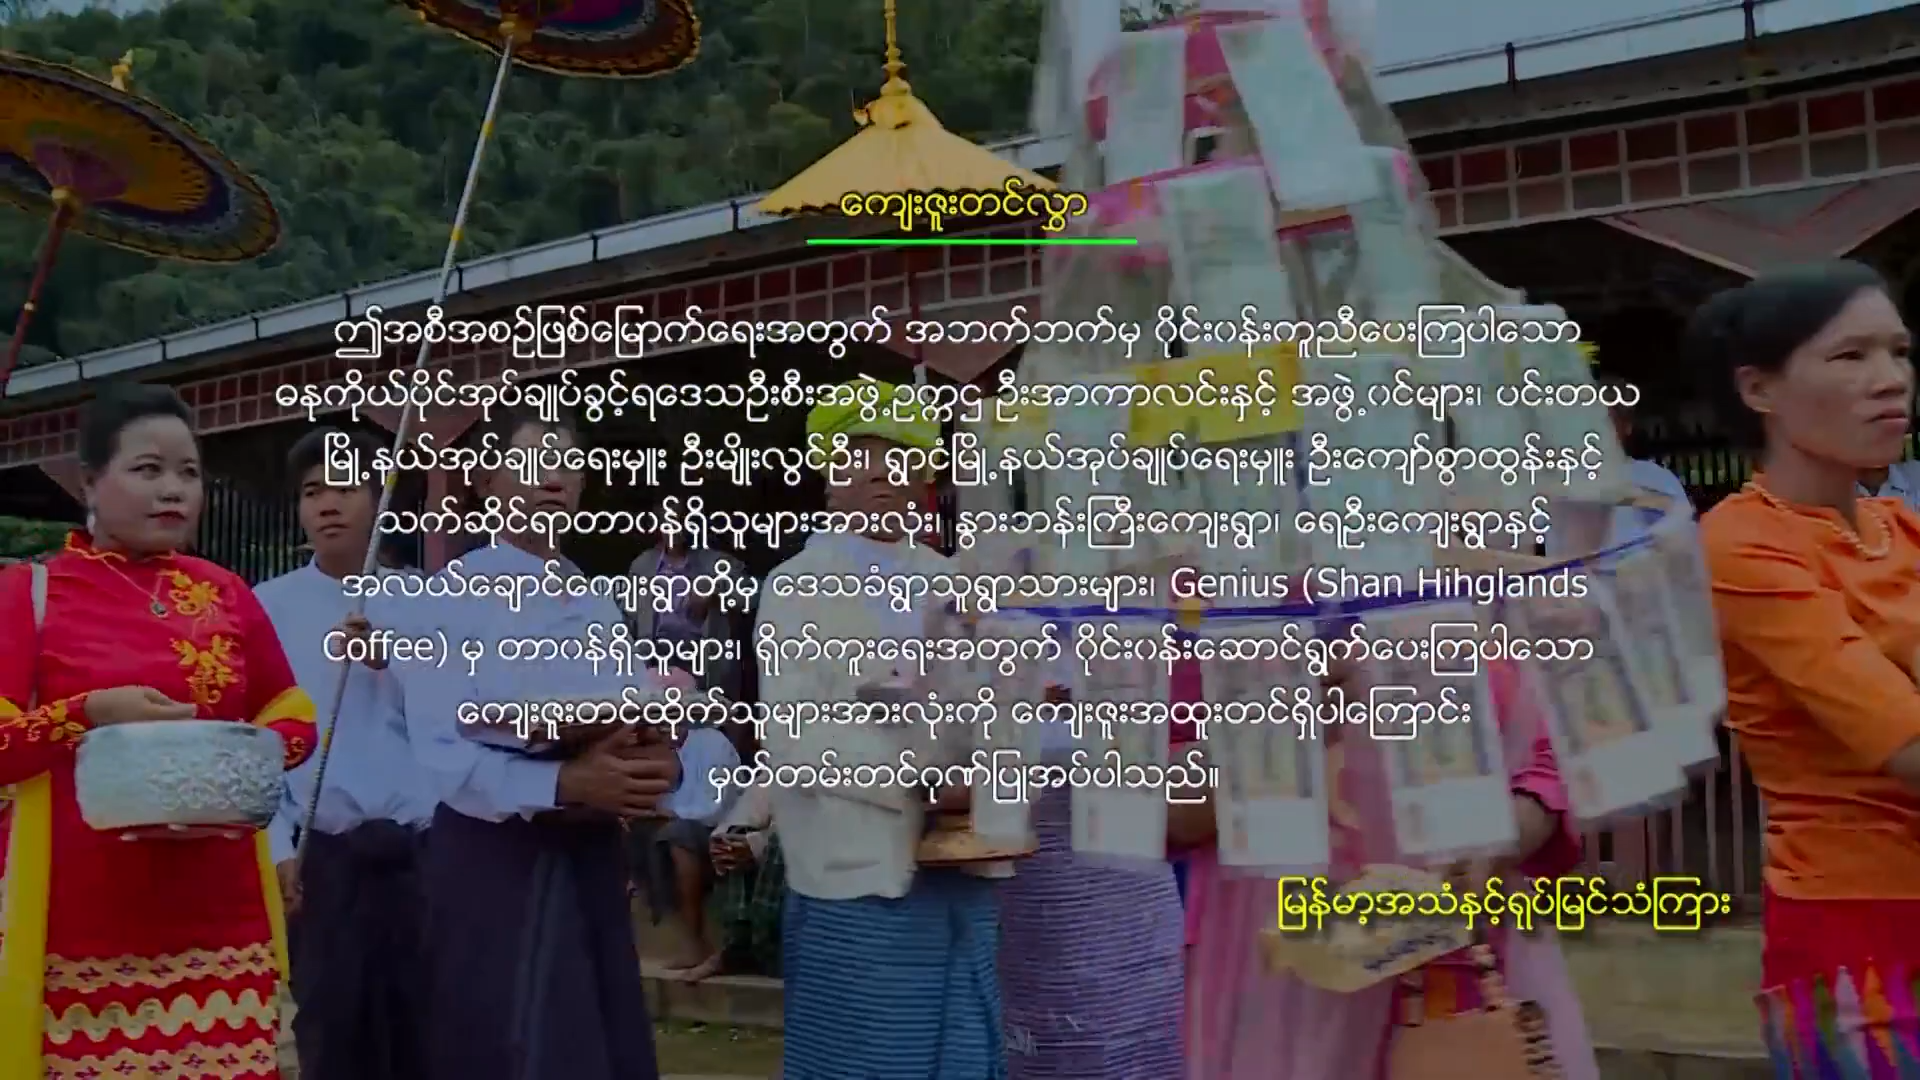 ကျေးဇူးတင်လွှာ
ဤအစီအစဉ်ဖြစ်မြောက်ရေးအတွက် အဘက်ဘက်မှ ဝိုင်းဝန်းကူညီပေးကြပါသော
ဓနုကိုယ်ပိုင်အုပ်ချုပ်ခွင့်ရဒေသဦးစီးအဖွဲ့ဥက္ကဋ္ဌ ဦးအာကာလင်းနှင့် အဖွဲ့ဝင်များ၊ ပင်းတယ
မြို့နယ်အုပ်ချုပ်ရေးမှူး ဦးမျိုးလွင်ဦး၊ ရွာငံမြို့နယ်အုပ်ချုပ်ရေးမှူး ဦးကျော်စွာထွန်းနှင့်
သက်ဆိုင်ရာတာဝန်ရှိသူများအားလုံး၊ နွားဘန်းကြီးကျေးရွာ၊ ရေဦးကျေးရွာနှင့်
အလယ်ချောင်ကျေးရွာတို့မှ ဒေသခံရွာသူရွာသားများ၊ Genius (Shan Hihglands
Coffee) မှ တာဝန်ရှိသူများ၊ ရိုက်ကူးရေးအတွက် ဝိုင်းဝန်းဆောင်ရွက်ပေးကြပါသော
ကျေးဇူးတင်ထိုက်သူများအားလုံးကို ကျေးဇူးအထူးတင်ရှိပါကြောင်း
မှတ်တမ်းတင်ဂုဏ်ပြုအပ်ပါသည်။
မြန်မာ့အသံနှင့်ရုပ်မြင်သံကြား